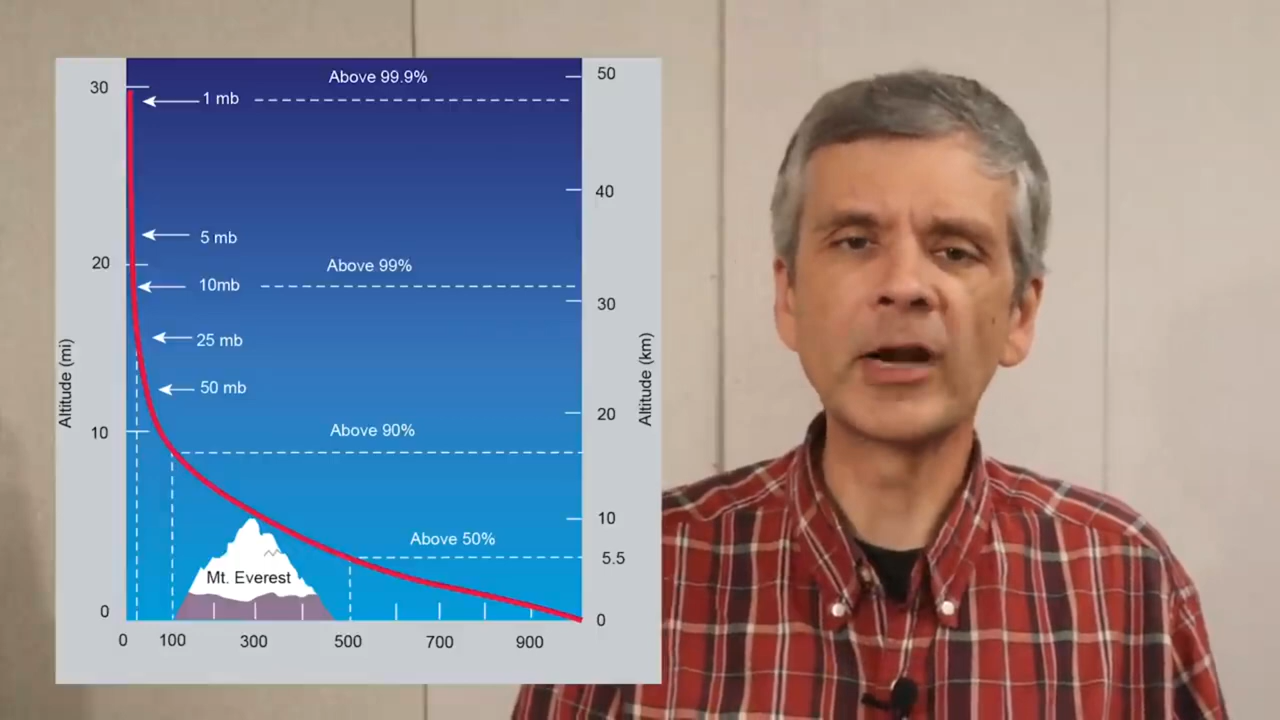 Above 99.9%
50
30
1 mb
40
5 mb
20
Above 99%
10mb
30
25 mb
Altitude (mi)
Altitude (km)
50 mb
20
10
Above 90%
10
Above 50%
5.5
Mt. Everest
0
0
0 100 300 500 700 900